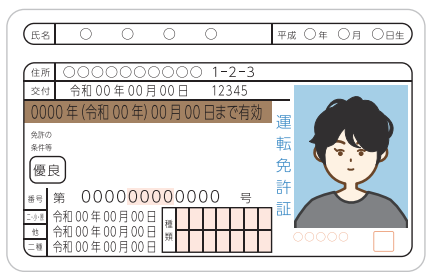 氏名 ○ ○ ○ ○ 平成 ○年 ○月 ○日生
住所 ○○○○○○○○○○ 1-2-3
交付 令和 00 年 00 月 00 日 12345
0000 年 (令和 00 年) 00 月 00 日まで有効
免許の
条件等
優良
番号 第 000000000000 号
二・小・原 令和 00 年 00 月 00 日
他 令和 00 年 00 月 00 日
二種 令和 00 年 00 月 00 日
種類
運転免許証
○○○○○